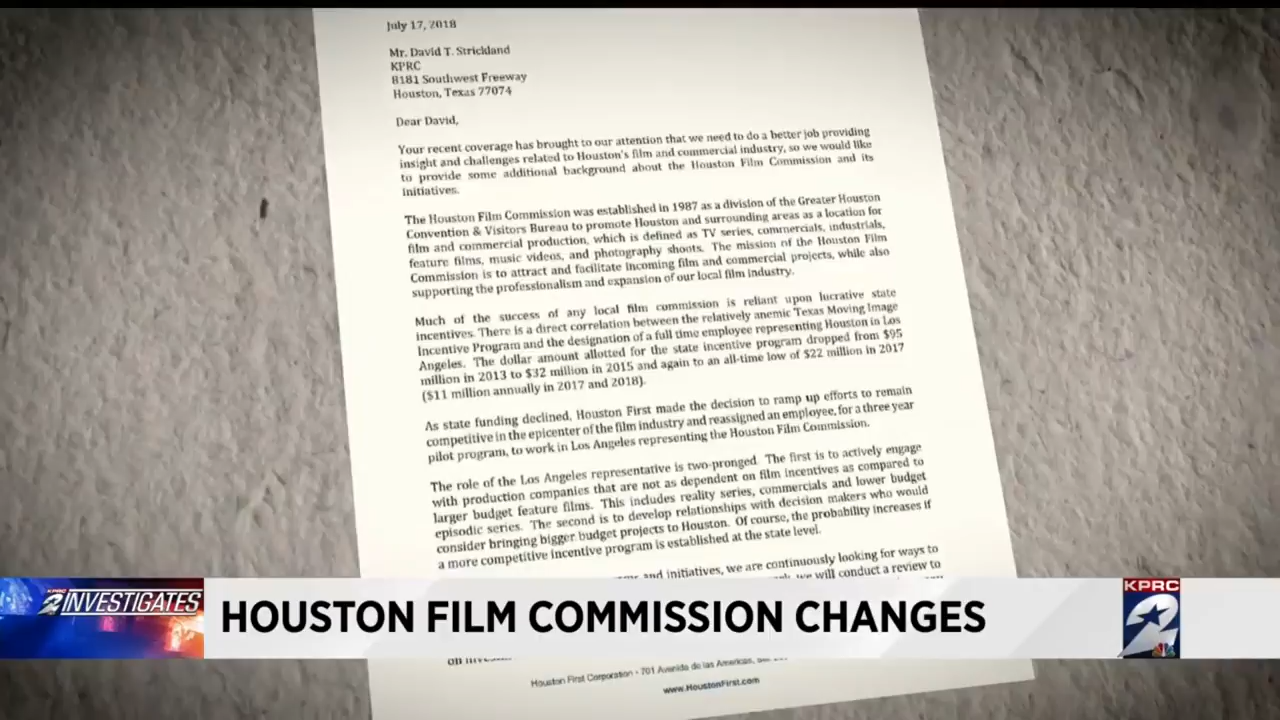 July 17, 2018
Mr. David T. Strickland
KPRC
8181 Southwest Freeway
Houston, Texas 77074
Dear David,
Your recent coverage has brought to our attention that we need to do a better job providing
insight and challenges related to Houston's film and commercial industry, so we would like
to provide some additional background about the Houston Film Commission and its
initiatives.
The Houston Film Commission was established in 1987 as a division of the Greater Houston
Convention & Visitors Bureau to promote Houston and surrounding areas as a location for
film and commercial production, which is defined as TV series, commercials, industrials,
feature films, music videos, and photography shoots. The mission of the Houston Film
Commission is to attract and facilitate incoming film and commercial projects, while also
supporting the professionalism and expansion of our local film industry.
Much of the success of any local film commission is reliant upon lucrative state
incentives. There is a direct correlation between the relatively anemic Texas Moving Image
Incentive Program and the designation of a full time employee representing Houston in Los
Angeles. The dollar amount allotted for the state incentive program dropped from $95
million in 2013 to $32 million in 2015 and again to an all-time low of $22 million in 2017
($11 million annually in 2017 and 2018).
As state funding declined, Houston First made the decision to ramp up efforts to remain
competitive in the epicenter of the film industry and reassigned an employee, for a three year
pilot program, to work in Los Angeles representing the Houston Film Commission.
The role of the Los Angeles representative is two-pronged. The first is to actively engage
with production companies that are not as dependent on film incentives as compared to
larger budget feature films. This includes reality series, commercials and lower budget
episodic series. The second is to develop relationships with decision makers who would
consider bringing bigger budget projects to Houston. Of course, the probability increases if
a more competitive incentive program is established at the state level.
and initiatives, we are continuously looking for ways to
we will conduct a review to
KPRC 2 INVESTIGATES
HOUSTON FILM COMMISSION CHANGES
KPRC 2
on
Houston First Corporation • 701 Avenida de las Americas,
www.HoustonFirst.com